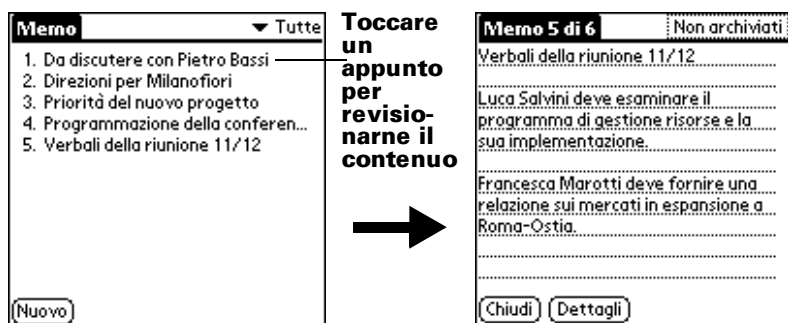 Memo
Tutte
1. Da discutere con Pietro Bassi
2. Direzioni per Milanofiori
3. Priorità del nuovo progetto
4. Programmazione della conferen...
5. Verbali della riunione 11/12
Nuovo
Toccare
un
appunto
per
revisio-
narne il
contenuo
Memo 5 di 6
Non archiviati
Verbali della riunione 11/12
Luca Salvini deve esaminare il
programma di gestione risorse e la
sua implementazione.
Francesca Marotti deve fornire una
relazione sui mercati in espansione a
Roma-Ostia.
Chiudi
Dettagli